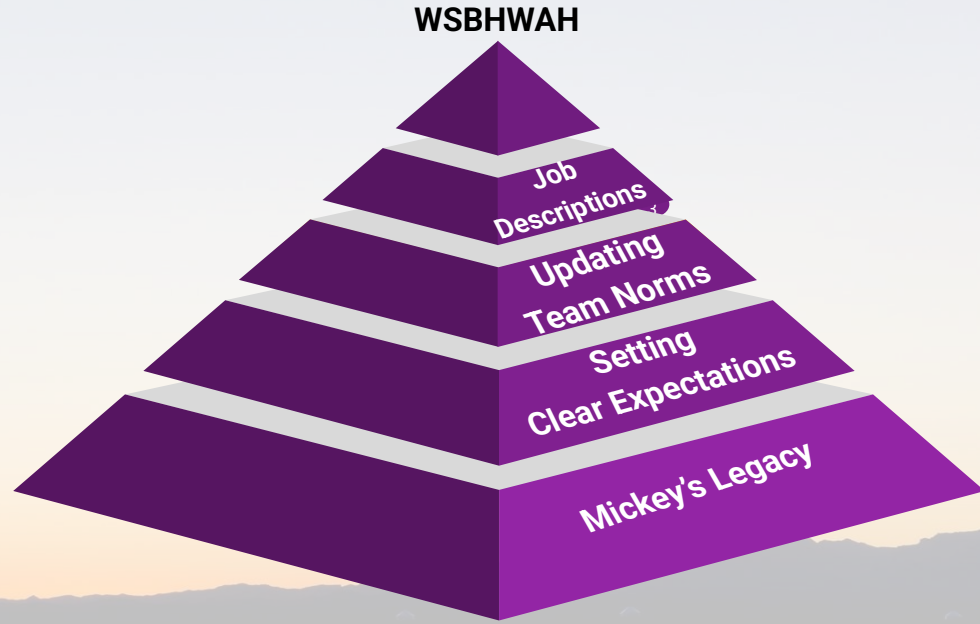 WSBHWAH
Job
Descriptions
Updating
Team Norms
Setting
Clear Expectations
Mickey's Legacy